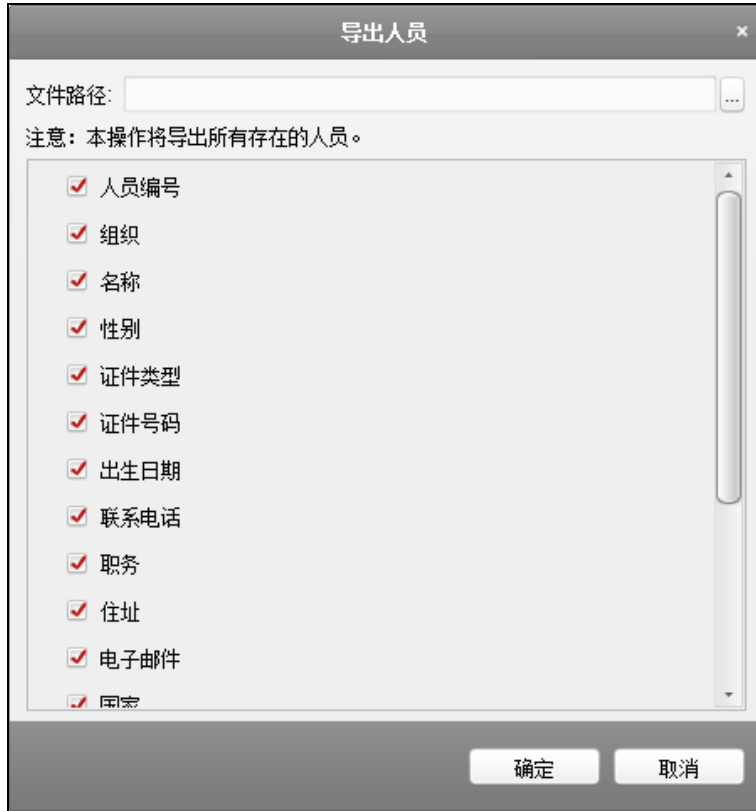 导出人员
×
文件路径:
...
注意：本操作将导出所有存在的人员。
人员编号
组织
名称
性别
证件类型
证件号码
出生日期
联系电话
职务
住址
电子邮件
国家
确定 取消